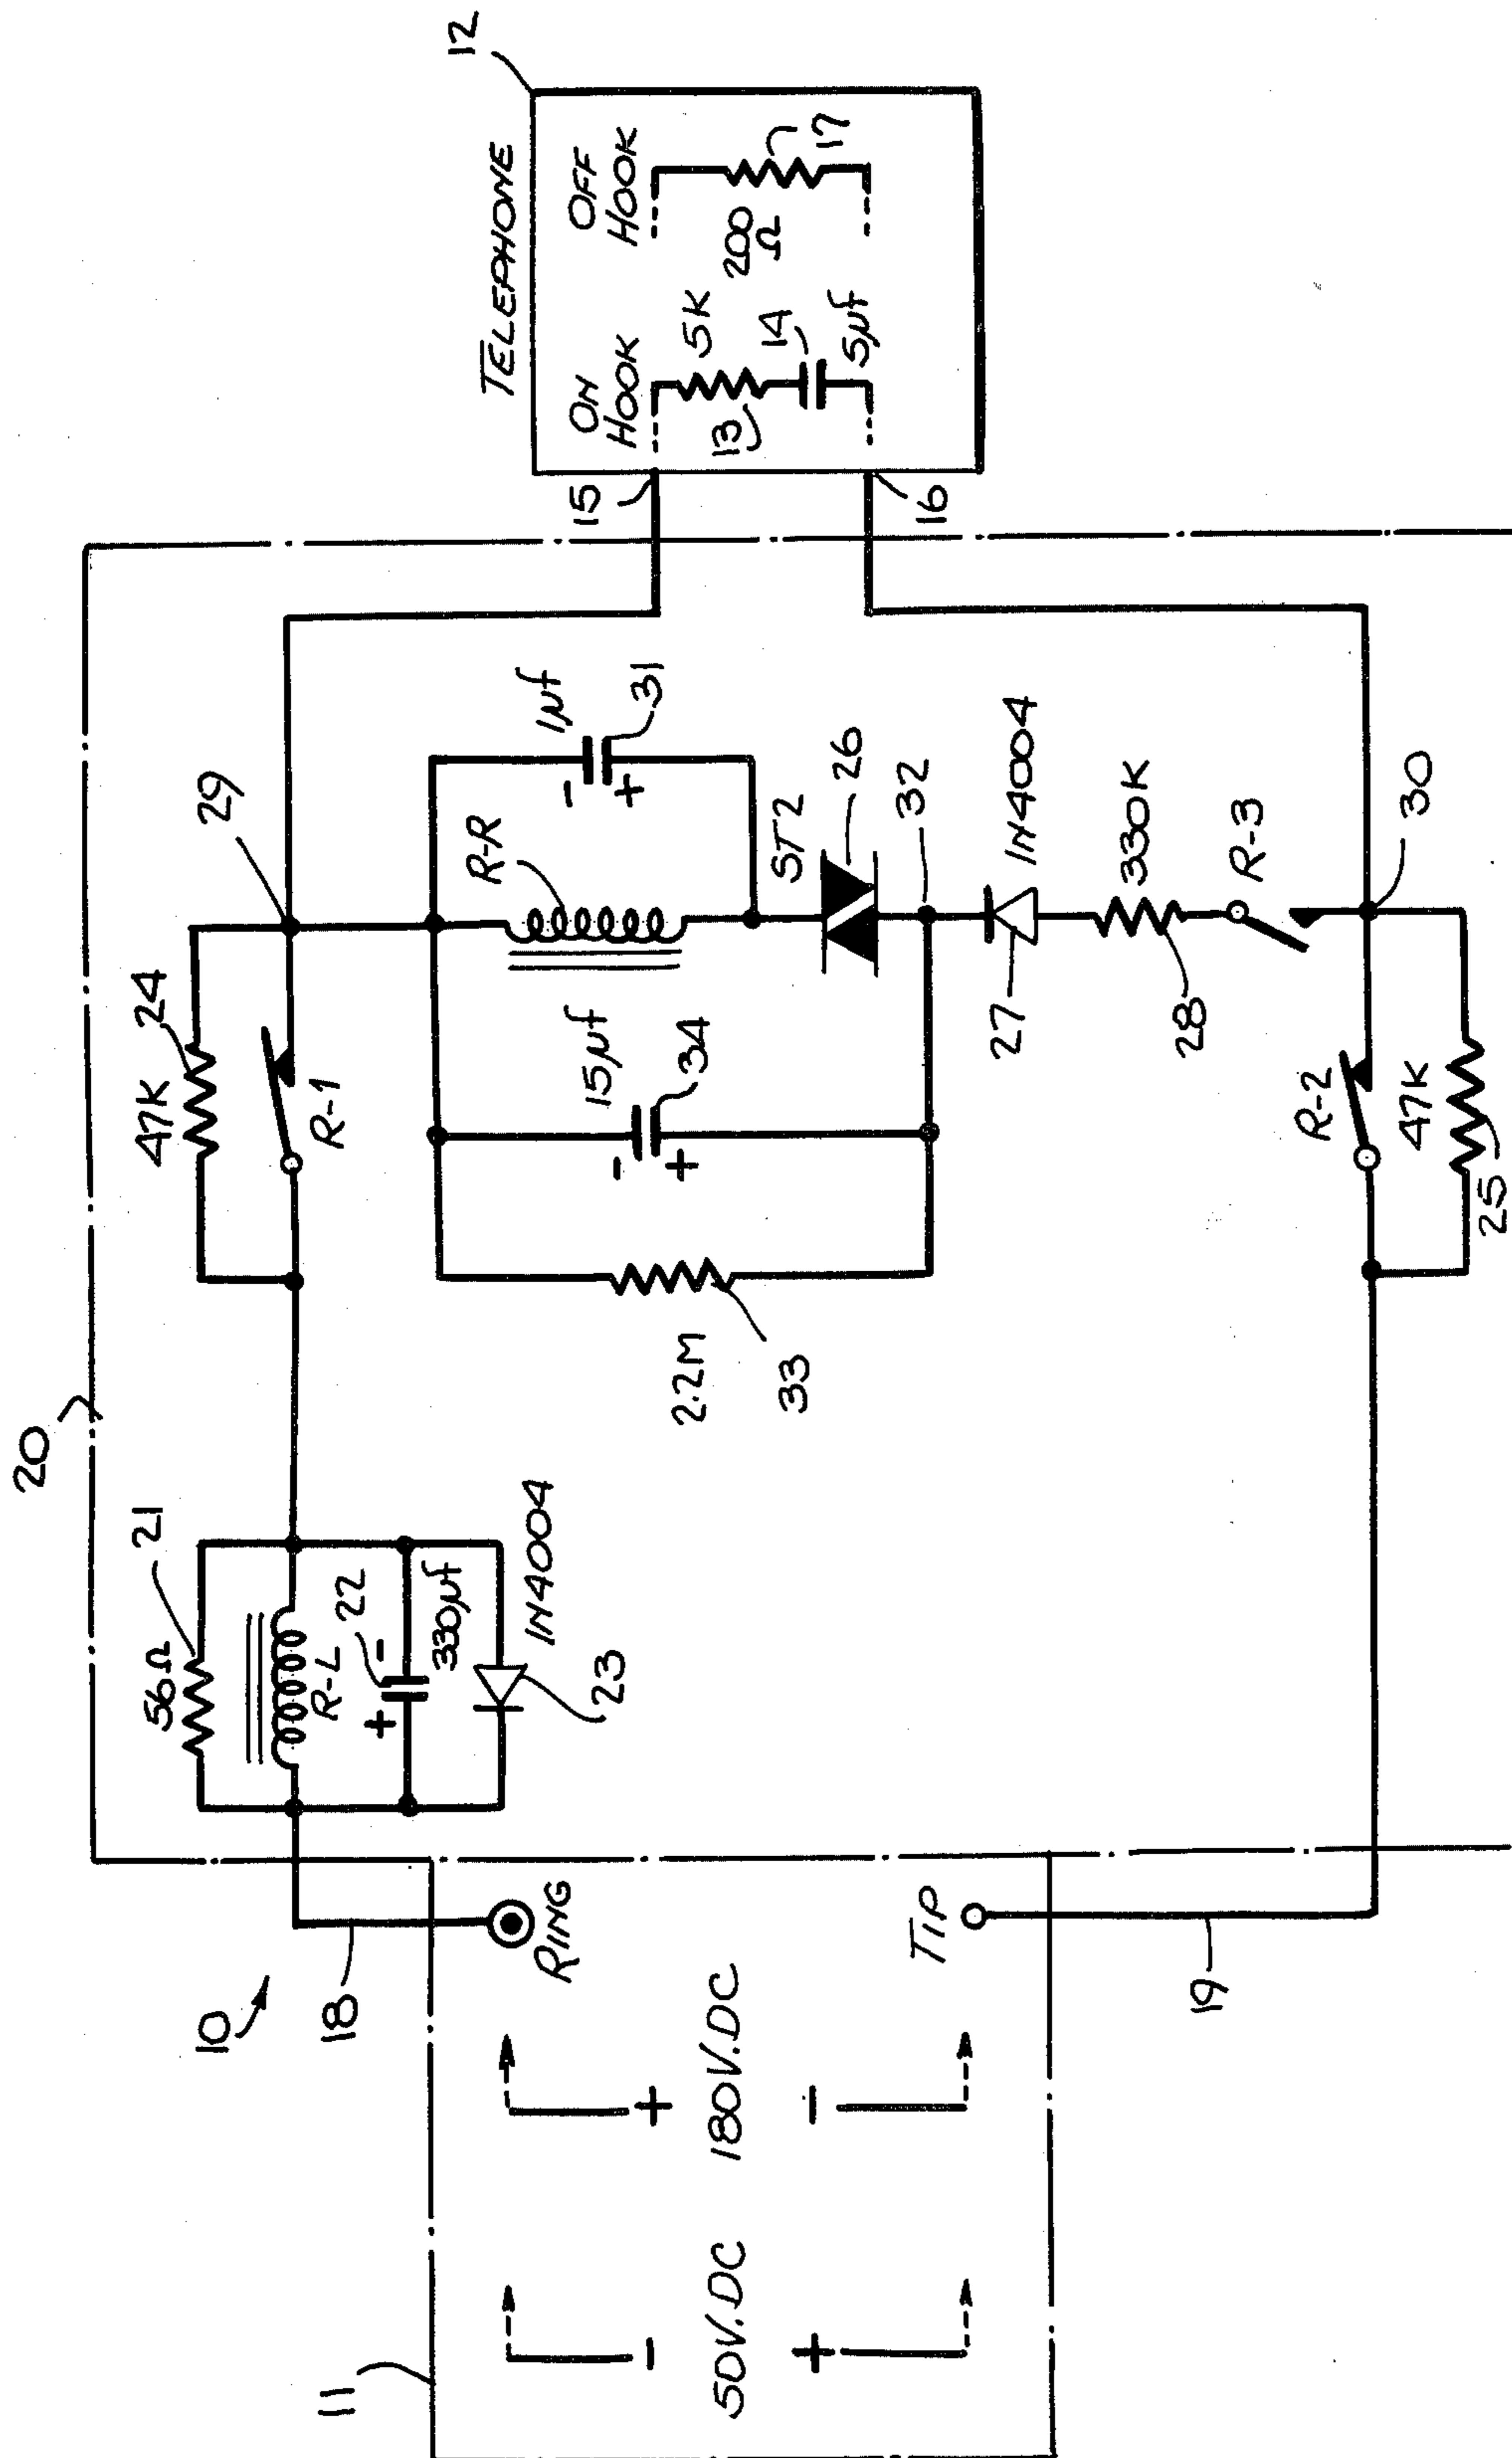 20
10
18
RING
11
50V.DC
180V.DC
-
+
+
-
TIP
19
56Ω
21
R-L
22
+
-
330µf
1N4004
23
47K
24
R-1
29
2.2M
33
15µf
34
-
+
R-R
1µf
31
-
+
ST2
26
32
27
1N4004
330K
28
R-3
R-2
47K
25
30
15
16
TELEPHONE
12
ON
HOOK
OFF
HOOK
13
5K
14
5µf
200
Ω
17